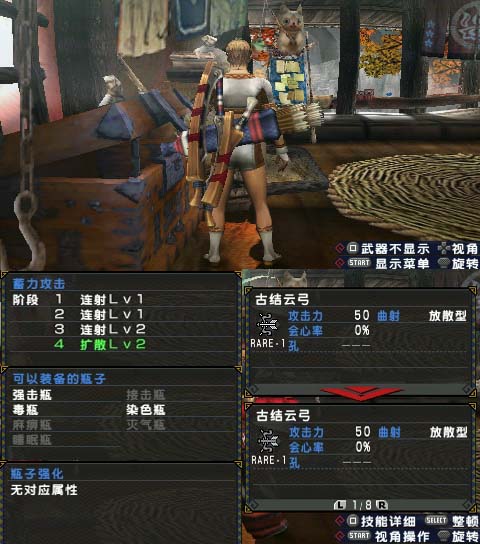 □武器不显示 视角
START 显示菜单 旋转
蓄力攻击
阶段 1 连射Lv1
2 连射Lv1
3 连射Lv2
4 扩散Lv2
可以装备的瓶子
强击瓶 接击瓶
毒瓶 染色瓶
麻痹瓶 灭气瓶
睡眠瓶
瓶子强化
无对应属性
古结云弓
攻击力 50 曲射 放散型
会心率 0%
RARE-1 孔 ---
古结云弓
攻击力 50 曲射 放散型
会心率 0%
RARE-1 孔 ---
L 1/8 R
□技能详细 SELECT 整顿
START 视角操作 旋转